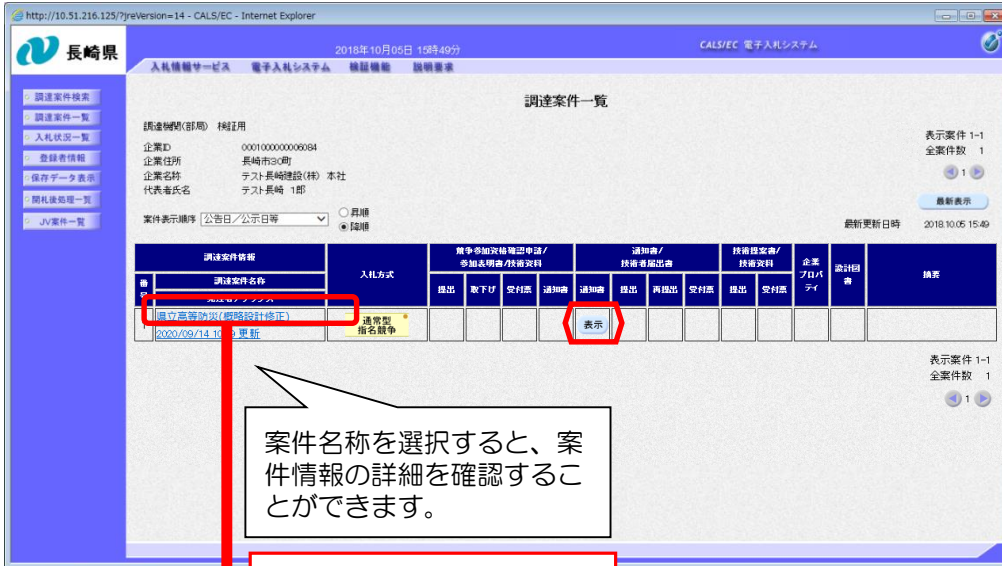 http://10.51.216.125/?jreVersion=14 - CALS/EC - Internet Explorer
長崎県
2018年10月05日 15時49分
CALS/EC 電子入札システム
入札情報サービス 電子入札システム 検証機能 説明要求
調達案件検索
調達案件一覧
入札状況一覧
登録者情報
保存データ表示
開札後処理一覧
JV案件一覧
調達案件一覧
調達機関(部局) 検証用
企業ID 0001000000006084
企業住所 長崎市3○町
企業名称 テスト長崎建設(株) 本社
代表者氏名 テスト長崎 1郎
表示案件 1-1
全案件数 1
1
最新表示
案件表示順序 公告日/公示日等
昇順
降順
最新更新日時 2018.10.05 15:49
調達案件情報
入札方式
競争参加資格確認申請/
参加表明書/技術資料
通知書/
技術者届出書
技術提案書/
技術資料
企業
プロパ
ティ
設計図
書
摘要
番
調達案件名称
提出 取下げ 受付票 通知書 通知書 提出 再提出 受付票 提出 受付票
1
県立高等防災(概略設計修正)
2020/09/14 10: 9 更新
通常型
指名競争
表示
表示案件 1-1
全案件数 1
1
案件名称を選択すると、案
件情報の詳細を確認するこ
とができます。